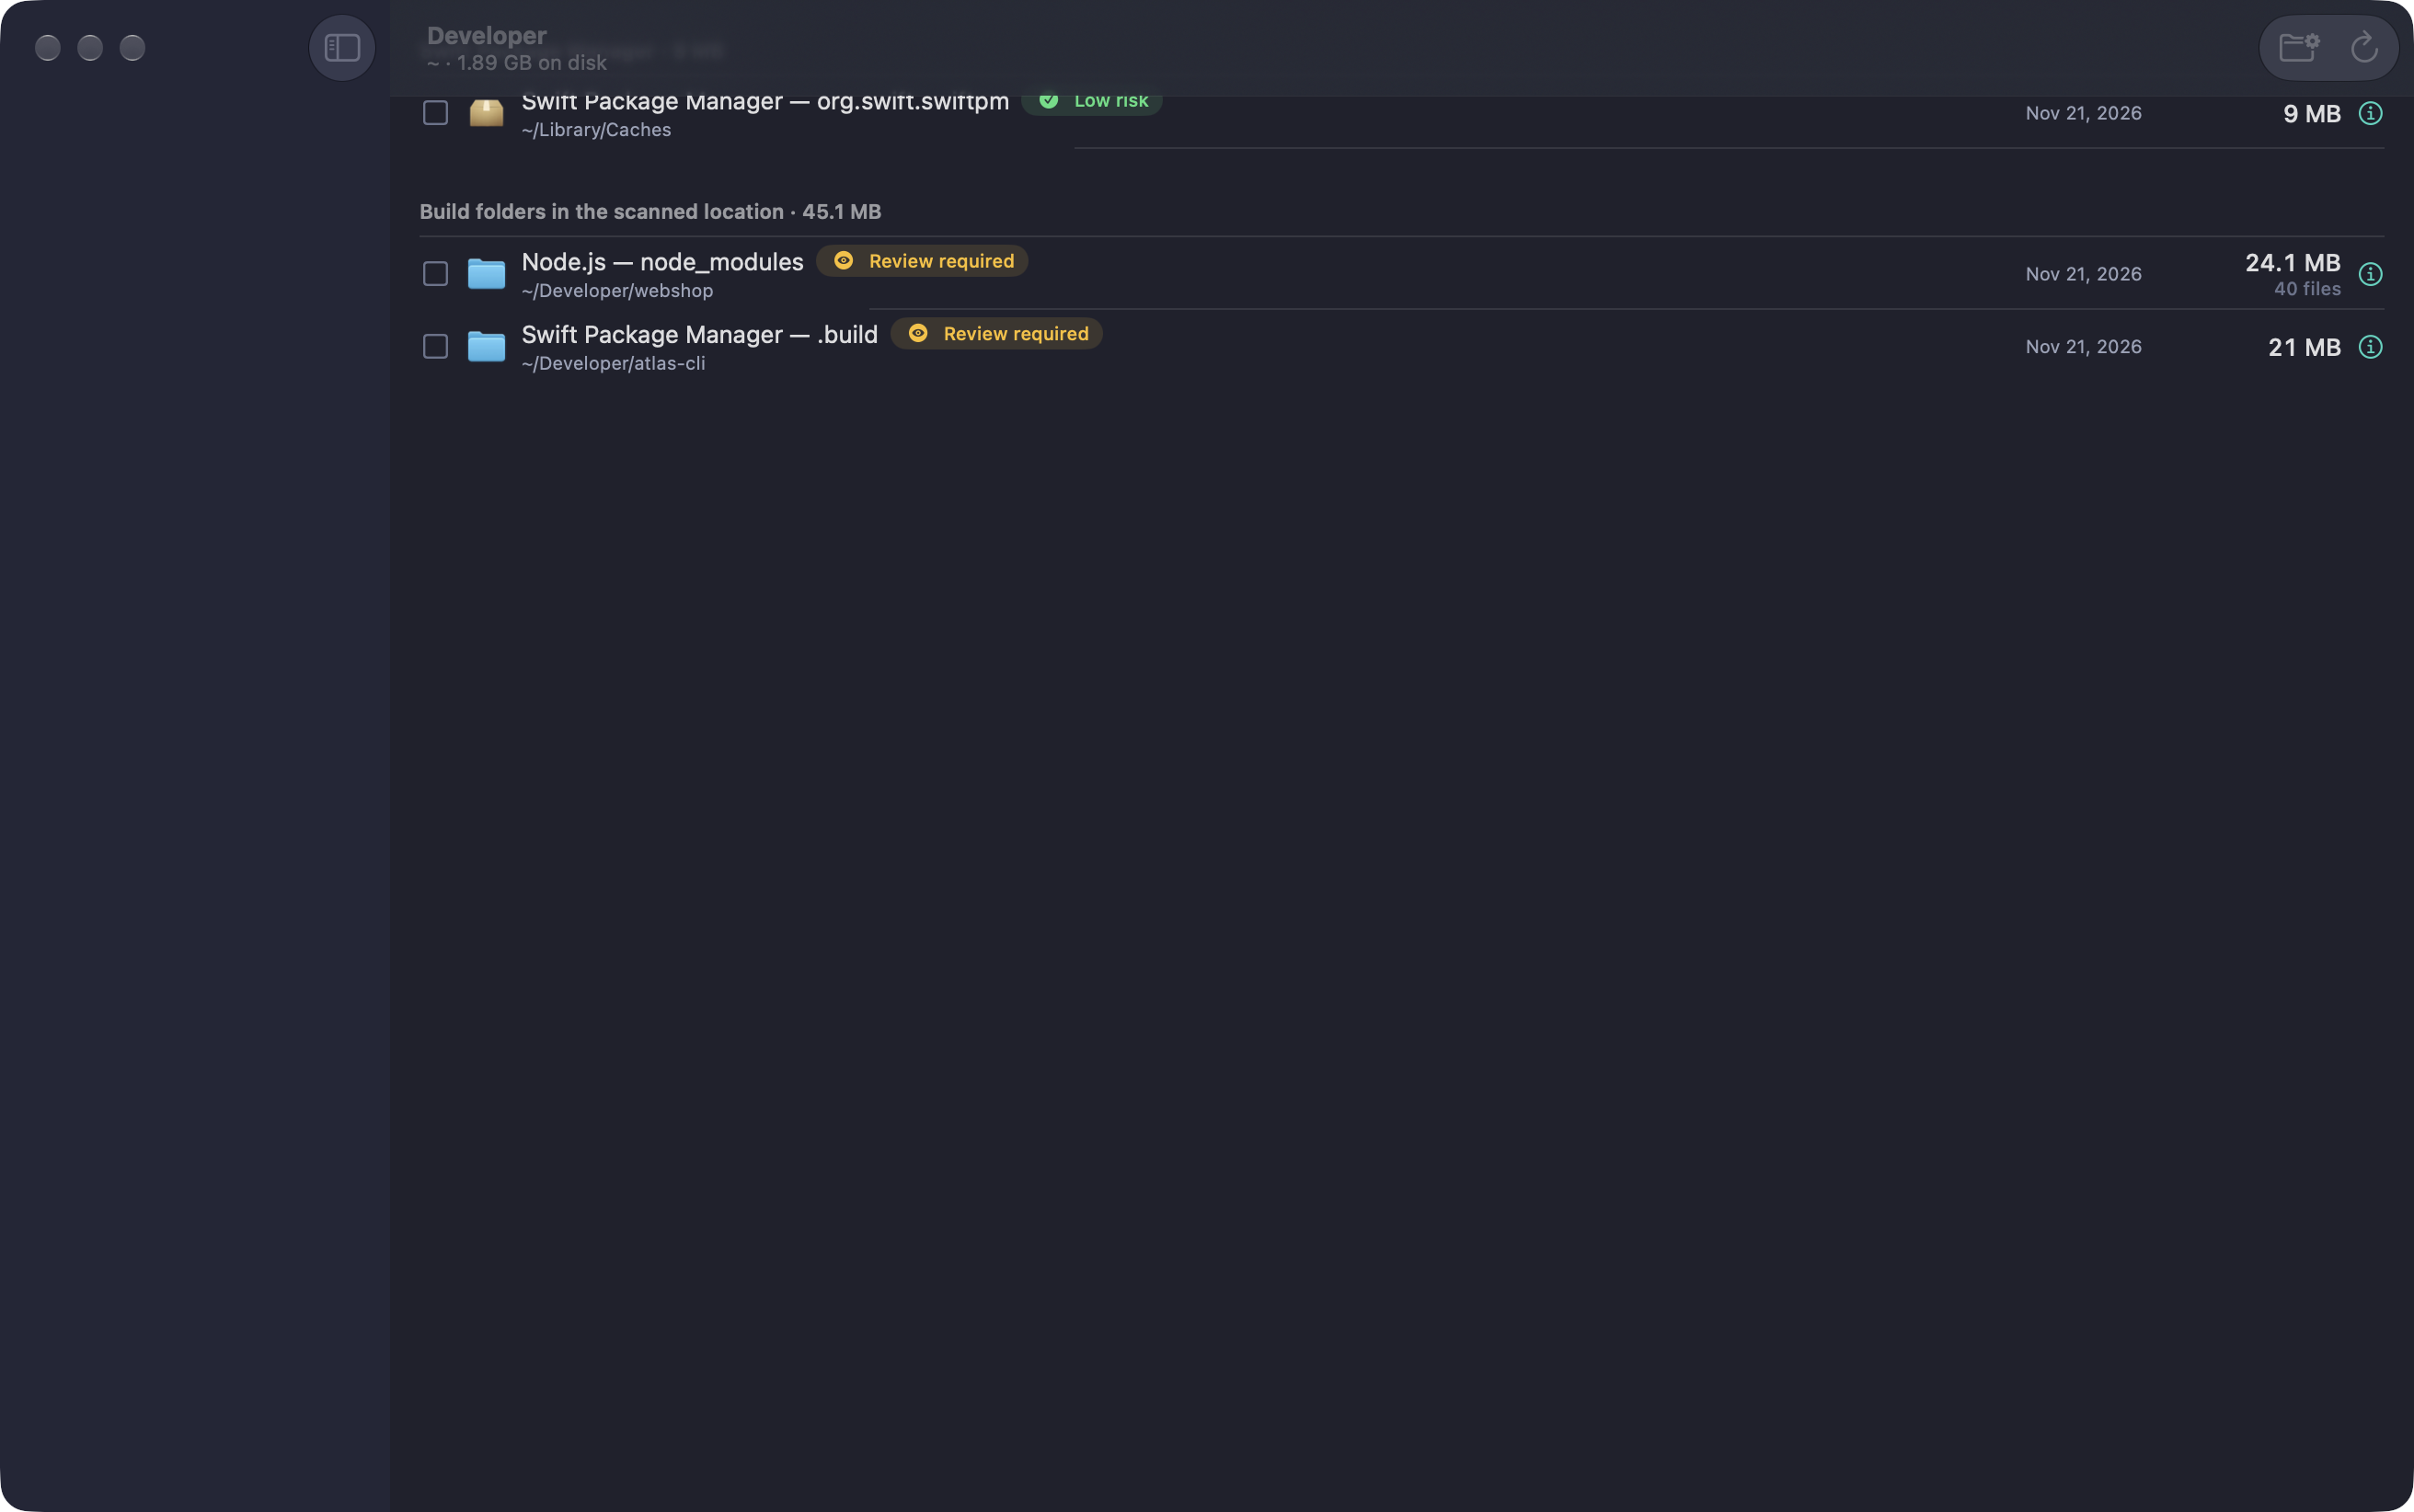 Developer
~ · 1.89 GB on disk
Swift Package Manager — org.swift.swiftpm
Low risk
~/Library/Caches
Nov 21, 2026
9 MB
Build folders in the scanned location · 45.1 MB
Node.js — node_modules
Review required
~/Developer/webshop
Nov 21, 2026
24.1 MB
40 files
Swift Package Manager — .build
Review required
~/Developer/atlas-cli
Nov 21, 2026
21 MB